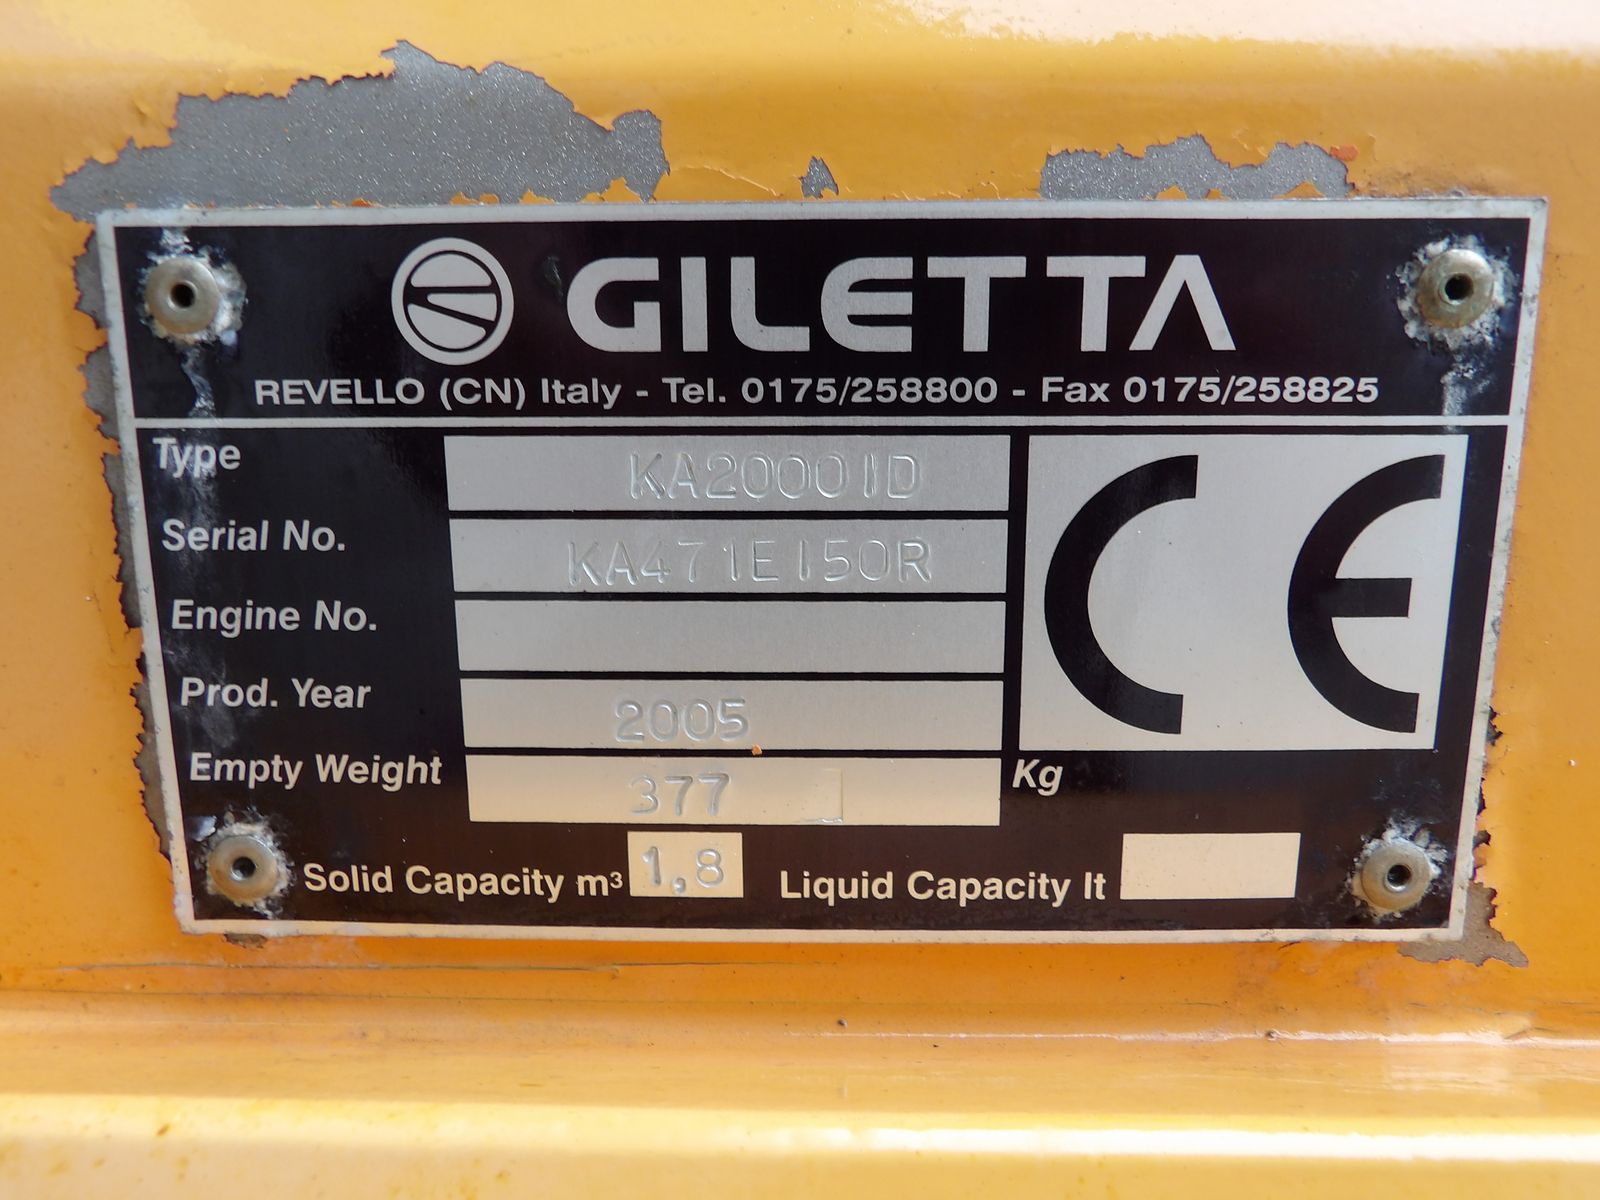 GILETTA
REVELLO (CN) Italy - Tel. 0175/258800 - Fax 0175/258825
Type KA2000ID
Serial No. KA471E150R
Engine No.
Prod. Year 2005
Empty Weight 377 Kg
Solid Capacity m³ 1,8 Liquid Capacity lt
CE